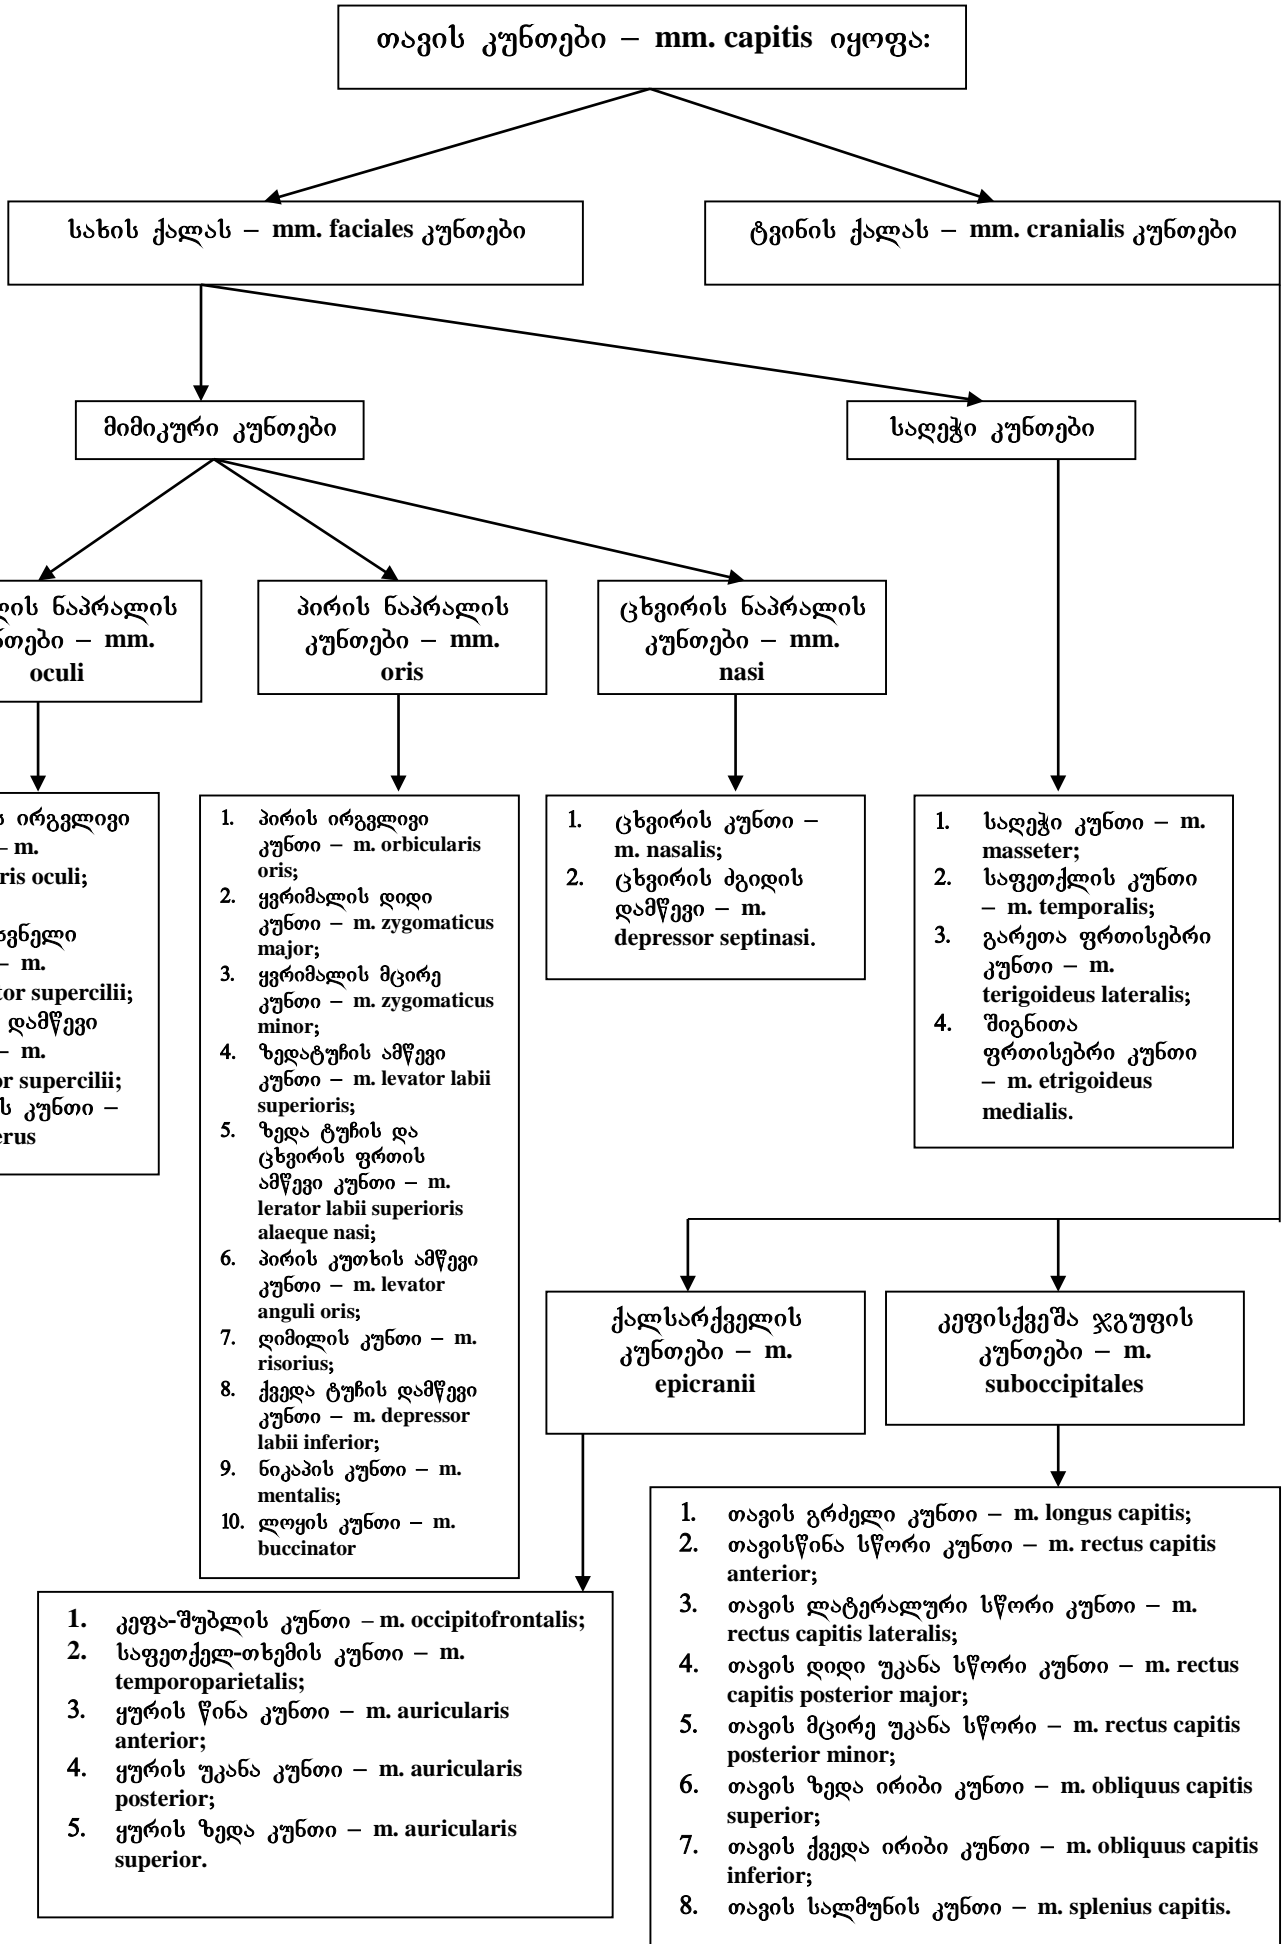 თავის კუნთები – mm. capitis იყოფა:
სახის ქალას – mm. faciales კუნთები
ტვინის ქალას – mm. cranialis კუნთები
მიმიკური კუნთები
საღეჭი კუნთები
ნაპრალის
– mm.
oculi
პირის ნაპრალის
კუნთები – mm.
oris
ცხვირის ნაპრალის
კუნთები – mm.
nasi
ირგვლივი
– m.
oculi;
– m.
supercilii;
დამწევი
– m.
supercilii;
კუნთი –
1. პირის ირგვლივი
კუნთი – m. orbicularis
oris;
2. ყვრიმალის დიდი
კუნთი – m. zygomaticus
major;
3. ყვრიმალის მცირე
კუნთი – m. zygomaticus
minor;
4. ზედატუჩის ამწევი
კუნთი – m. levator labii
superioris;
5. ზედა ტუჩის და
ცხვირის ფრთის
ამწევი კუნთი – m.
lerator labii superioris
alaeque nasi;
6. პირის კუთხის ამწევი
კუნთი – m. levator
anguli oris;
7. ღიმილის კუნთი – m.
risorius;
8. ქვედა ტუჩის დამწევი
კუნთი – m. depressor
labii inferior;
9. ნიკაპის კუნთი – m.
mentalis;
10. ლოყის კუნთი – m.
buccinator
1. ცხვირის კუნთი –
m. nasalis;
2. ცხვირის ძგიდის
დამწევი – m.
depressor septinasi.
1. საღეჭი კუნთი – m.
masseter;
2. საფეთქლის კუნთი
– m. temporalis;
3. გარეთა ფრთისებრი
კუნთი – m.
terigoideus lateralis;
4. შიგნითა
ფრთისებრი კუნთი
– m. etrigoideus
medialis.
ქალსარქველის
კუნთები – m.
epicranii
კეფისქვეშა ჯგუფის
კუნთები – m.
suboccipitales
1. კეფა-შუბლის კუნთი – m. occipitofrontalis;
2. საფეთქელ-თხემის კუნთი – m.
temporoparietalis;
3. ყურის წინა კუნთი – m. auricularis
anterior;
4. ყურის უკანა კუნთი – m. auricularis
posterior;
5. ყურის ზედა კუნთი – m. auricularis
superior.
1. თავის გრძელი კუნთი – m. longus capitis;
2. თავისწინა სწორი კუნთი – m. rectus capitis
anterior;
3. თავის ლატერალური სწორი კუნთი – m.
rectus capitis lateralis;
4. თავის დიდი უკანა სწორი კუნთი – m. rectus
capitis posterior major;
5. თავის მცირე უკანა სწორი – m. rectus capitis
posterior minor;
6. თავის ზედა ირიბი კუნთი – m. obliquus capitis
superior;
7. თავის ქვედა ირიბი კუნთი – m. obliquus capitis
inferior;
8. თავის სალმუნის კუნთი – m. splenius capitis.